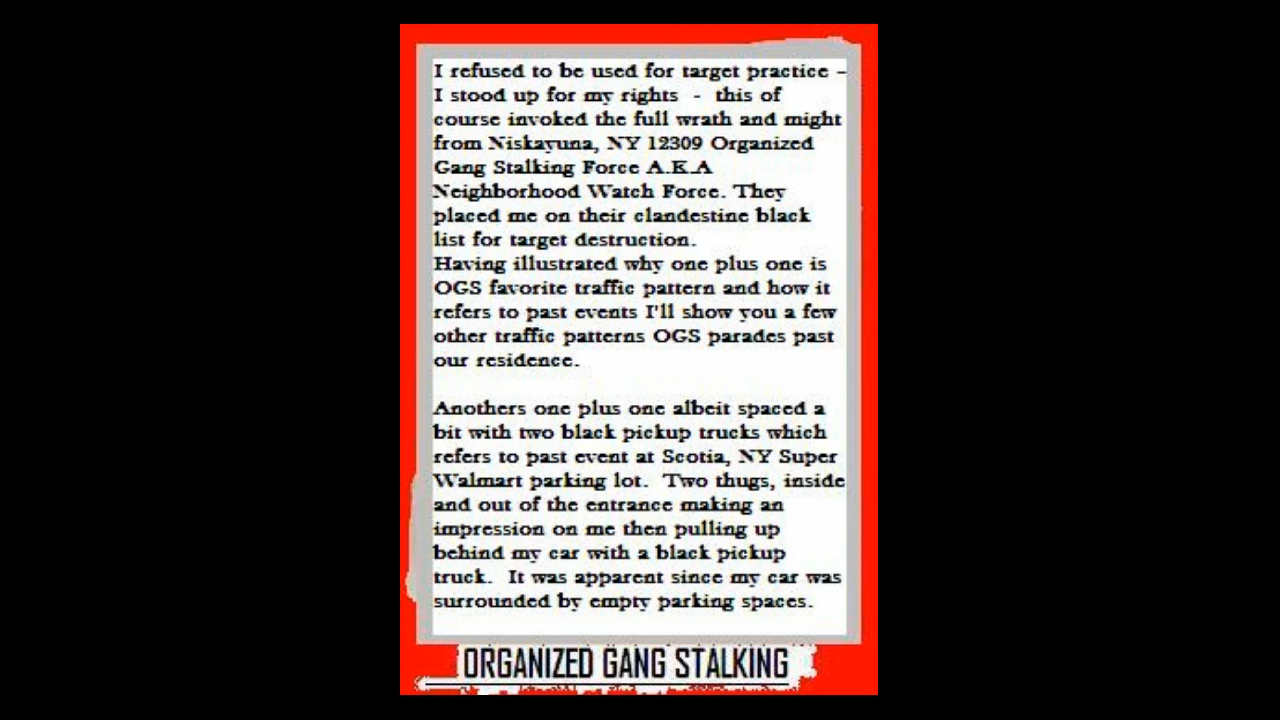 I refused to be used for target practice -
I stood up for my rights - this of
course invoked the full wrath and might
from Niskayuna, NY 12309 Organized
Gang Stalking Force A.K.A
Neighborhood Watch Force. They
placed me on their clandestine black
list for target destruction.
Having illustrated why one plus one is
OGS favorite traffic pattern and how it
refers to past events I'll show you a few
other traffic patterns OGS parades past
our residence.
Anothers one plus one albeit spaced a
bit with two black pickup trucks which
refers to past event at Scotia, NY Super
Walmart parking lot. Two thugs, inside
and out of the entrance making an
impression on me then pulling up
behind my car with a black pickup
truck. It was apparent since my car was
surrounded by empty parking spaces.
ORGANIZED GANG STALKING